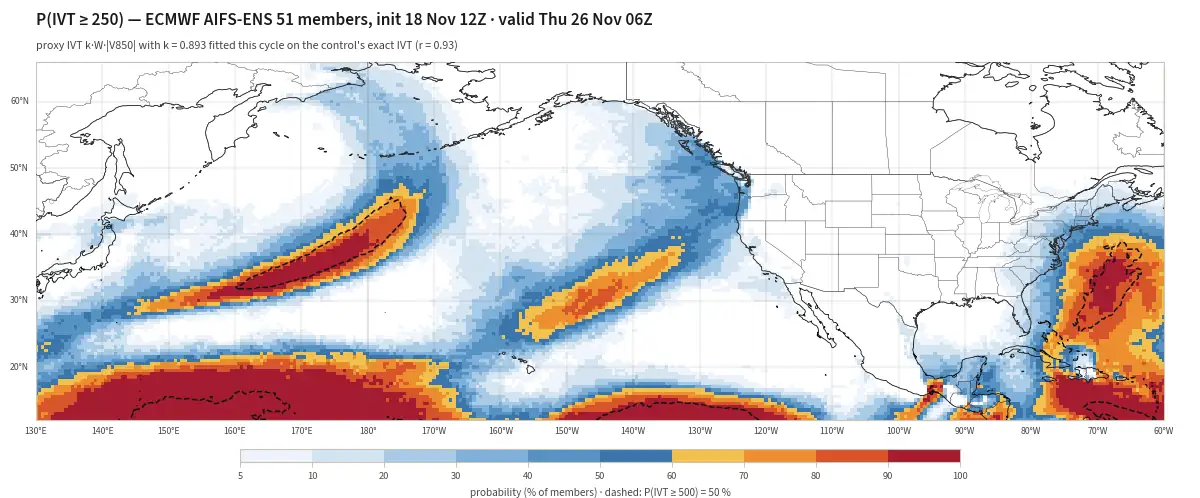 P(IVT ≥ 250) — ECMWF AIFS-ENS 51 members, init 18 Nov 12Z · valid Thu 26 Nov 06Z
proxy IVT k·W·|V850| with k = 0.893 fitted this cycle on the control's exact IVT (r = 0.93)
60°N
50°N
40°N
30°N
20°N
130°E 140°E 150°E 160°E 180° 170°W 160°W 150°W 140°W 130°W 120°W 110°W 100°W 90°W 80°W 70°W 60°W
5 10 20 30 40 50 60 70 80 90 100
probability (% of members) · dashed: P(IVT ≥ 500) = 50 %